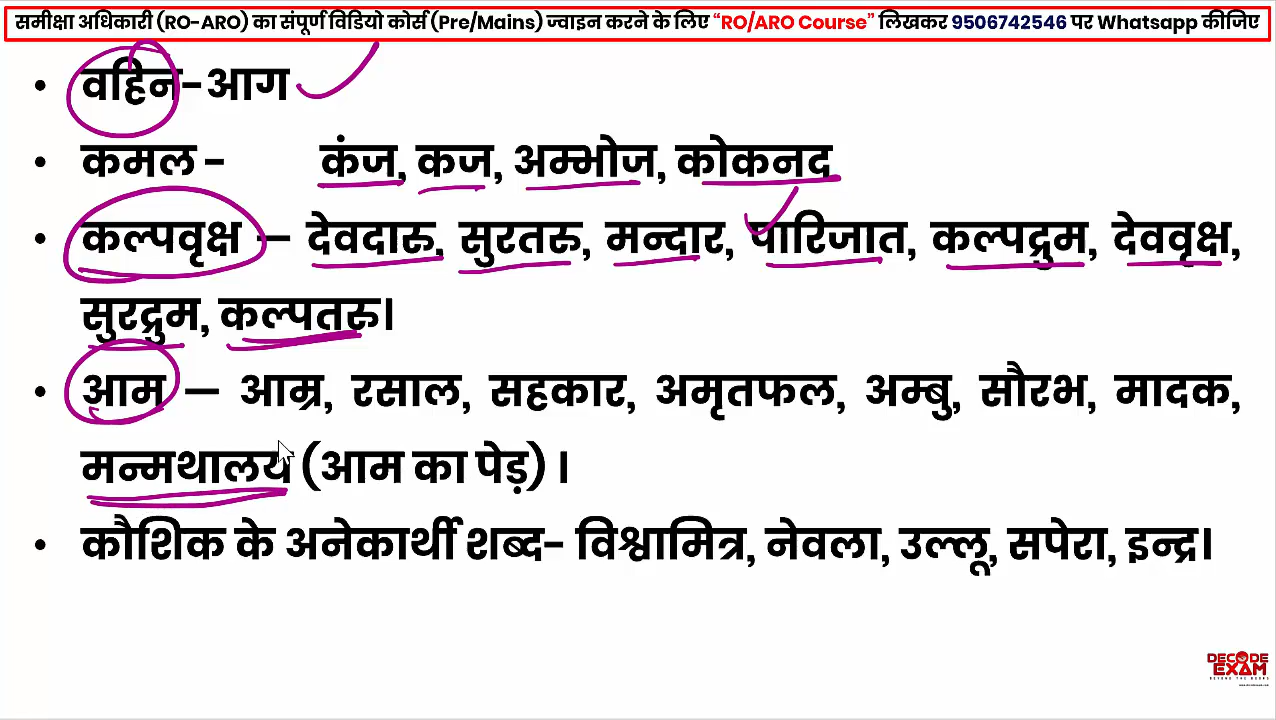 समीक्षा अधिकारी (RO-ARO) का संपूर्ण विडियो कोर्स (Pre/Mains) ज्वाइन करने के लिए “RO/ARO Course” लिखकर 9506742546 पर Whatsapp कीजिए
• वहिन-आग
• कमल - कंज, कज, अम्भोज, कोकनद
• कल्पवृक्ष — देवदारु, सुरतरु, मन्दार, पारिजात, कल्पद्रुम, देववृक्ष,
सुरद्रुम, कल्पतरु।
• आम — आम्र, रसाल, सहकार, अमृतफल, अम्बु, सौरभ, मादक,
मन्मथालय (आम का पेड़) ।
• कौशिक के अनेकार्थी शब्द- विश्वामित्र, नेवला, उल्लू, सपेरा, इन्द्र।
DECODE
EXAM